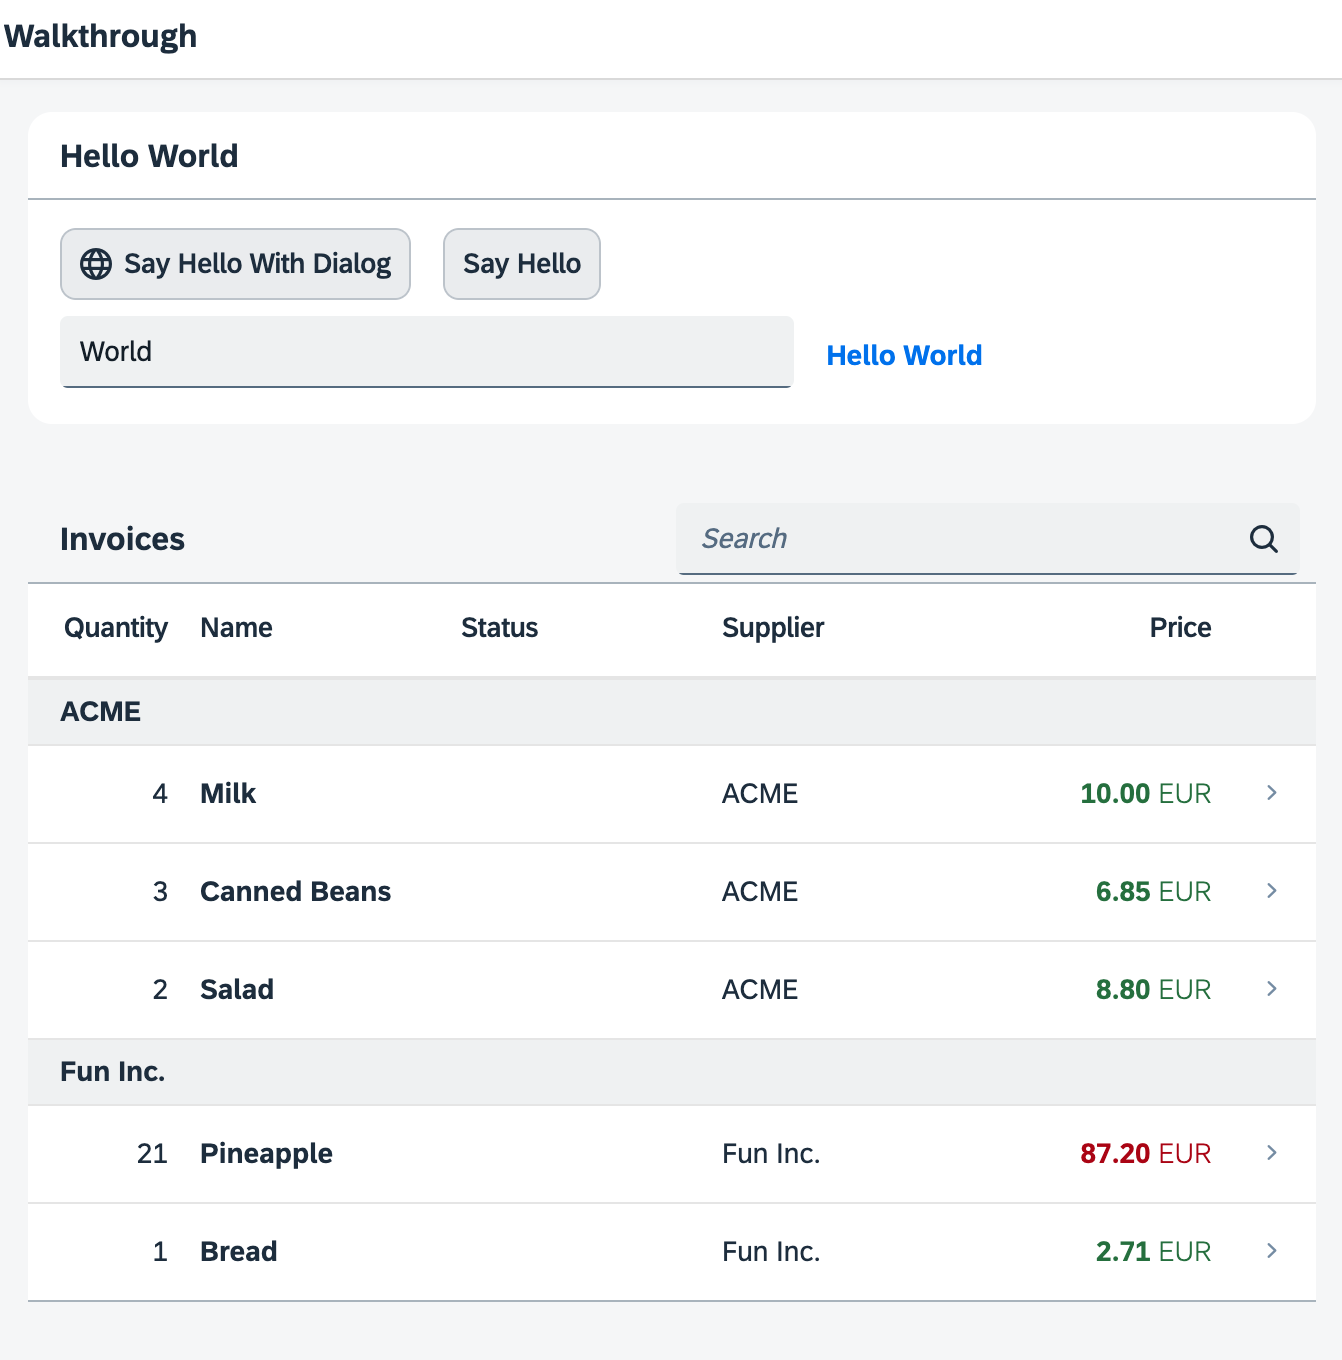 Walkthrough
Hello World
Say Hello With Dialog Say Hello
World Hello World
Invoices Search
Quantity Name Status Supplier Price
ACME
4 Milk ACME 10.00 EUR
3 Canned Beans ACME 6.85 EUR
2 Salad ACME 8.80 EUR
Fun Inc.
21 Pineapple Fun Inc. 87.20 EUR
1 Bread Fun Inc. 2.71 EUR